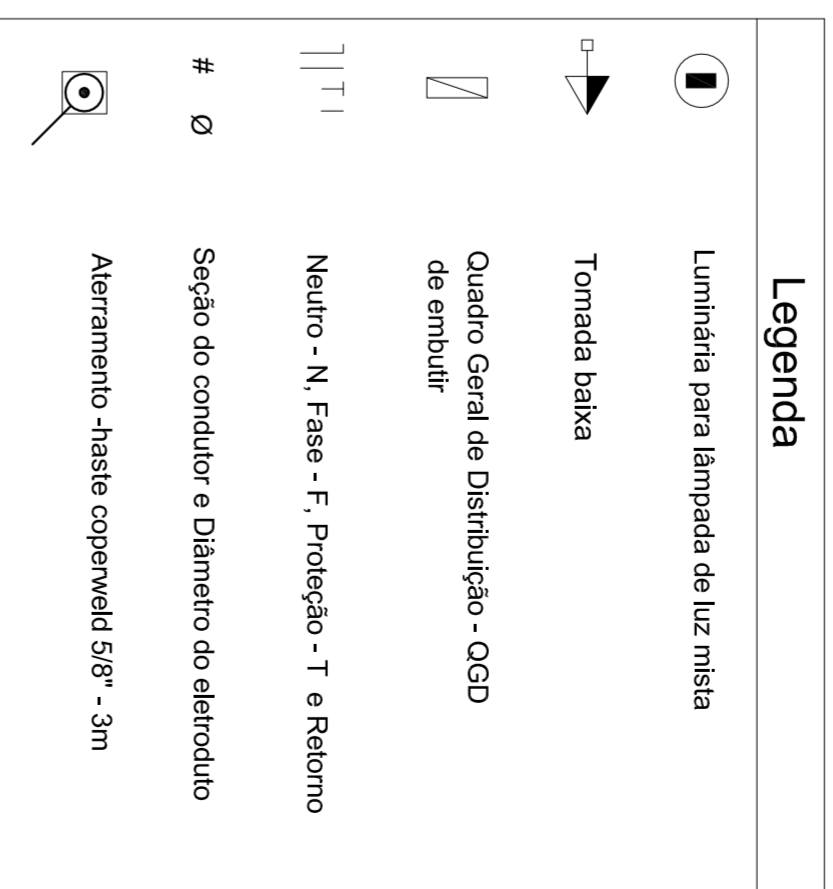 Legenda
Luminária para lâmpada de luz mista
Tomada baixa
Quadro Geral de Distribuição - QGD
de embutir
Neutro - N, Fase - F, Proteção - T e Retorno
# Ø Seção do condutor e Diâmetro do eletroduto
Aterramento -haste coperweld 5/8" - 3m